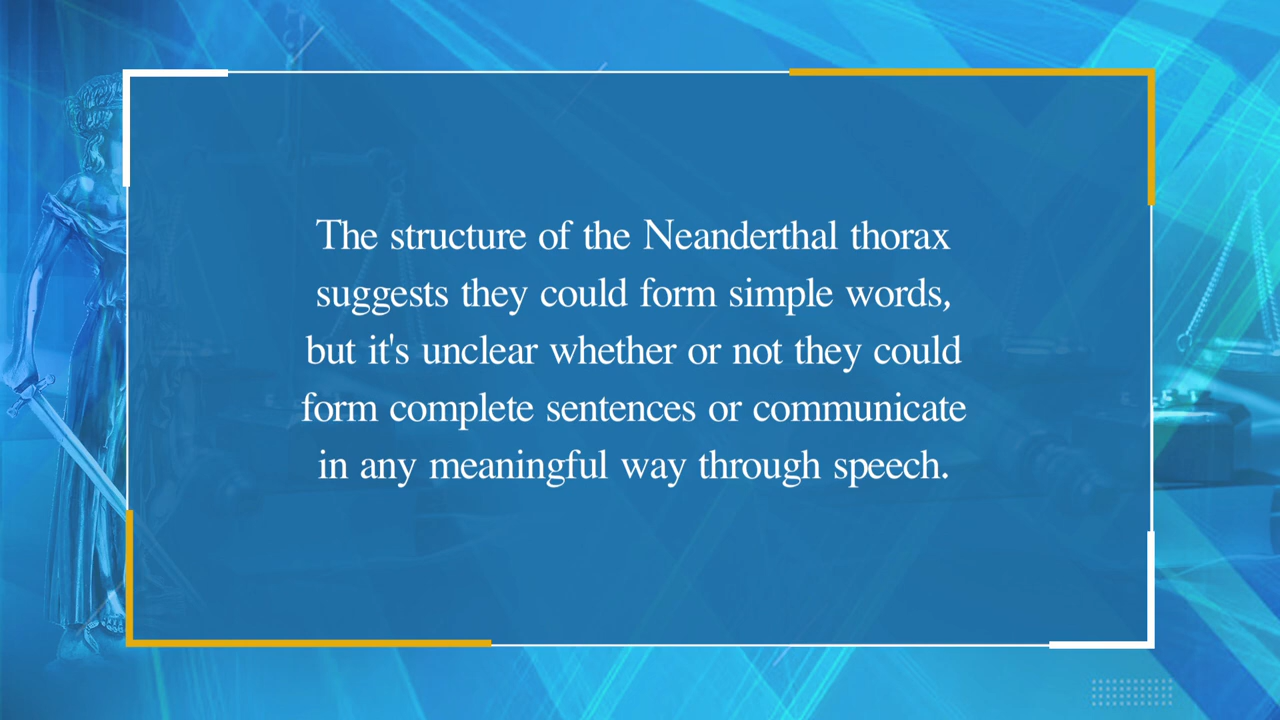 The structure of the Neanderthal thorax
suggests they could form simple words,
but it's unclear whether or not they could
form complete sentences or communicate
in any meaningful way through speech.